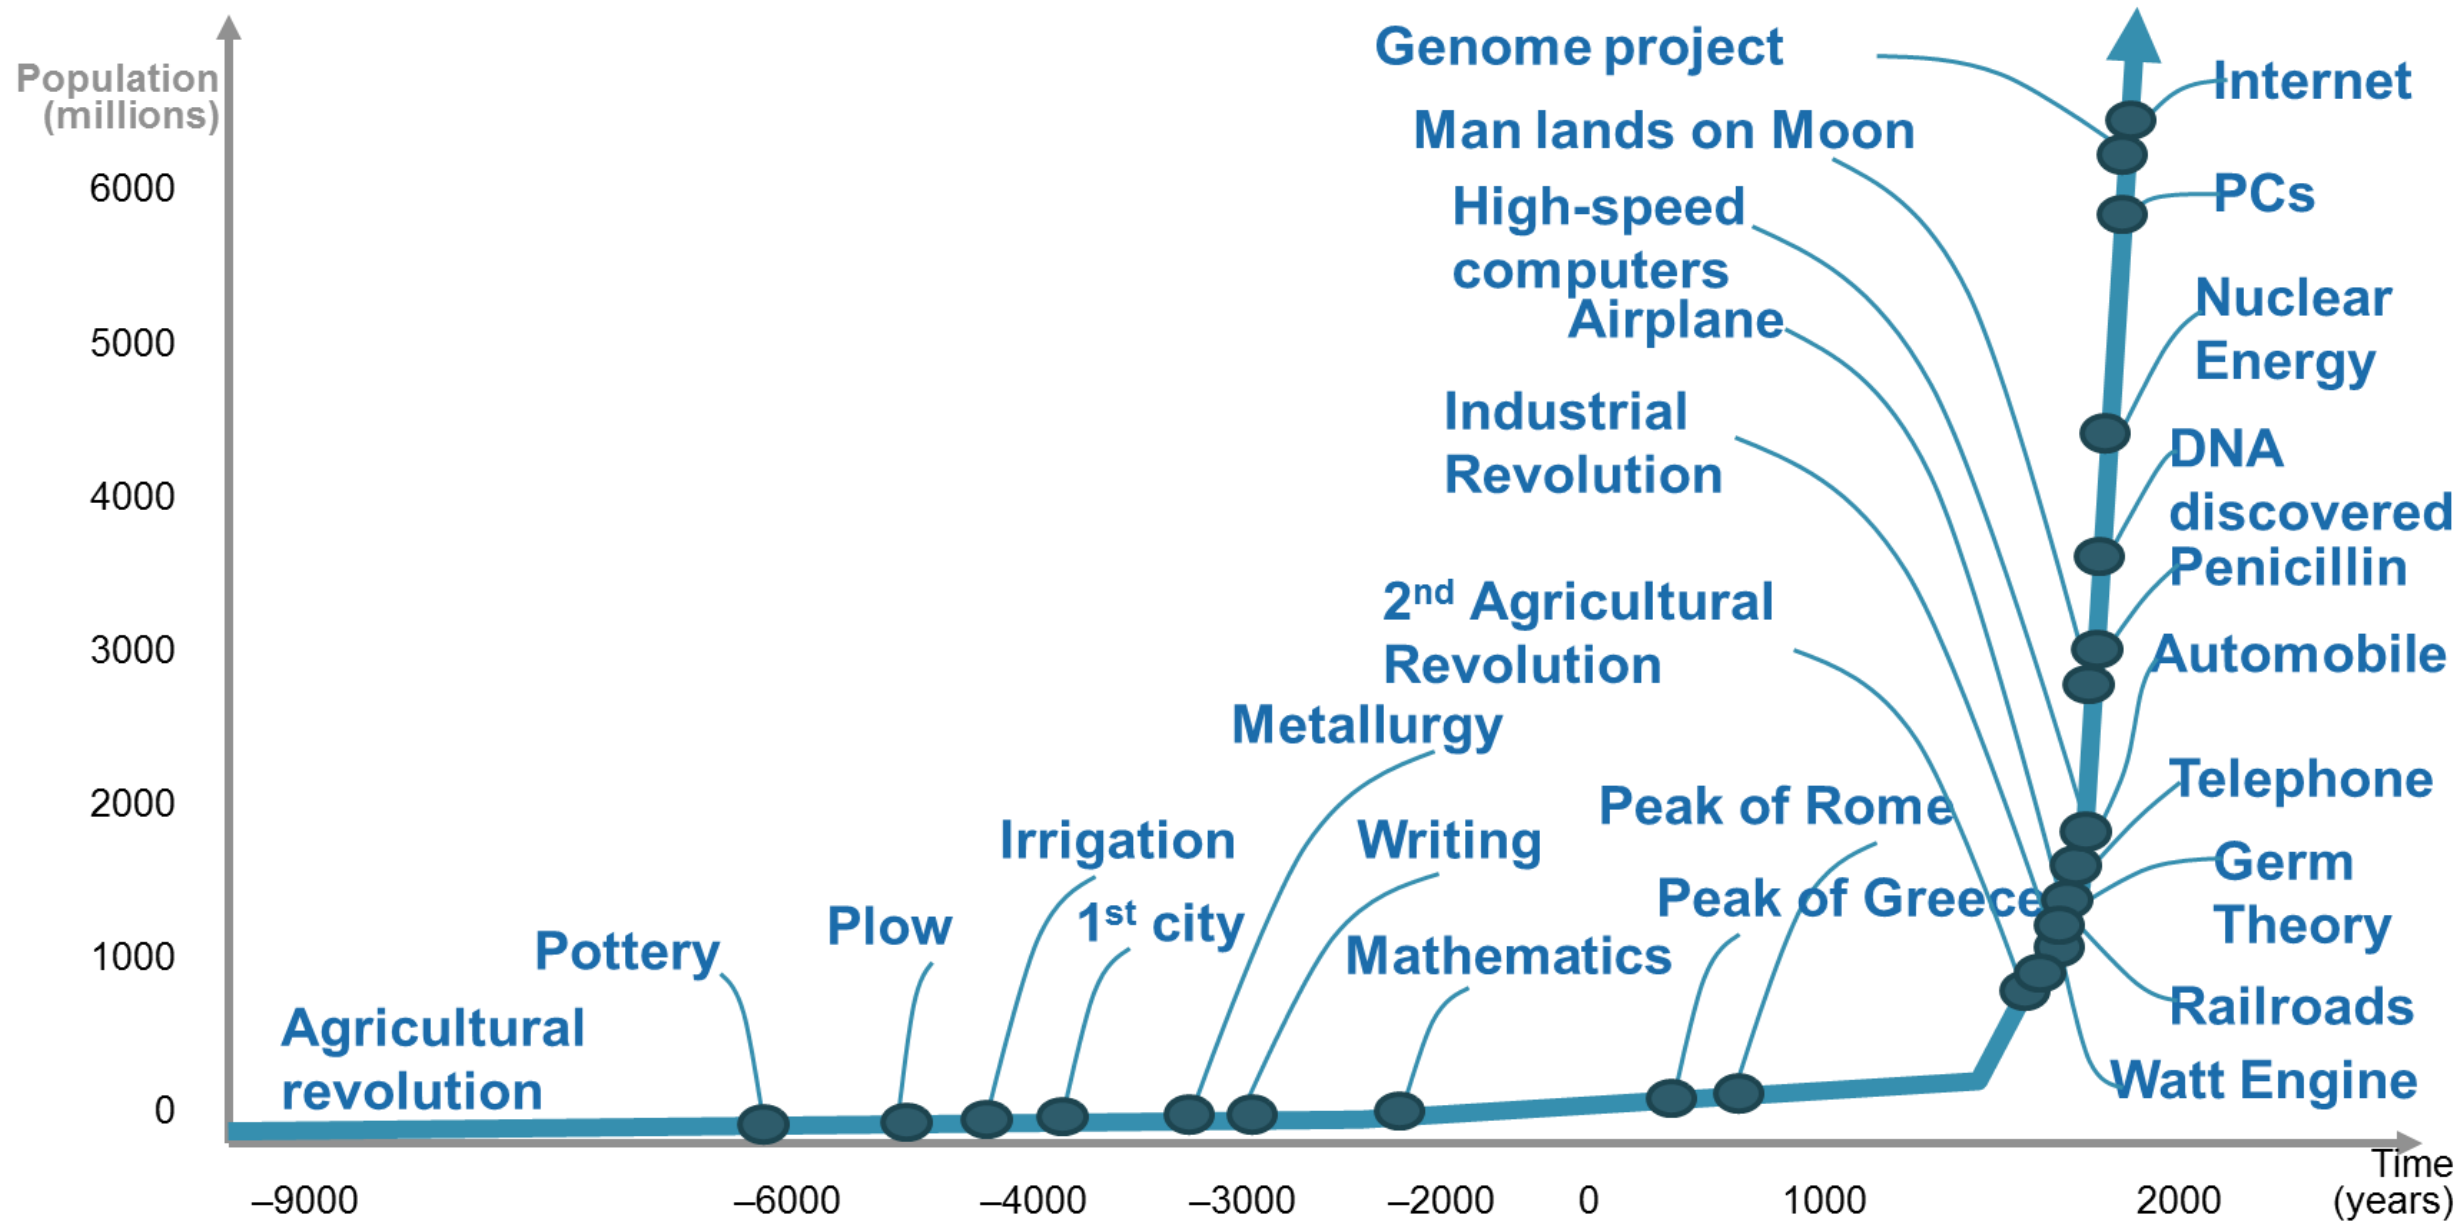 Population
(millions)
6000
5000
4000
3000
2000
1000
0
Genome project
Man lands on Moon
High-speed
computers
Airplane
Industrial
Revolution
2nd Agricultural
Revolution
Metallurgy
Irrigation
Writing
Peak of Rome
Peak of Greece
1st city
Plow
Pottery
Mathematics
Agricultural
revolution
Internet
PCs
Nuclear
Energy
DNA
discovered
Penicillin
Automobile
Telephone
Germ
Theory
Railroads
Watt Engine
–9000
–6000
–4000
–3000
–2000
0
1000
2000
Time
(years)